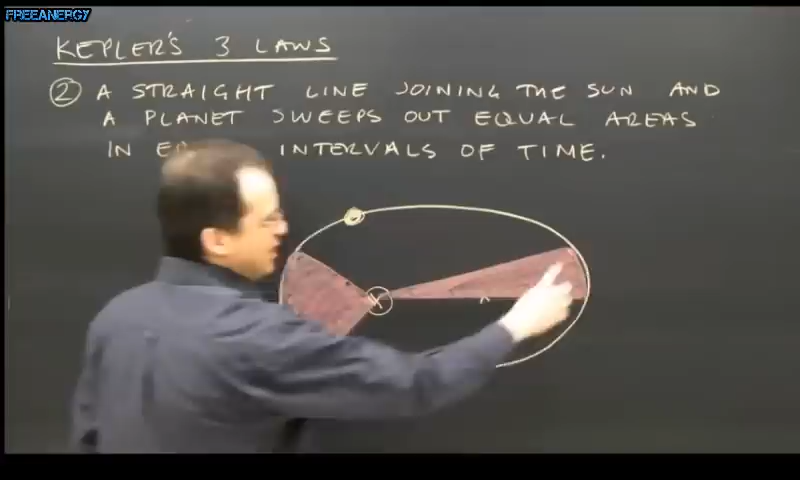 FREEANERGY
KEPLER'S 3 LAWS
② A STRAIGHT LINE JOINING THE SUN AND
A PLANET SWEEPS OUT EQUAL AREAS
IN INTERVALS OF TIME.